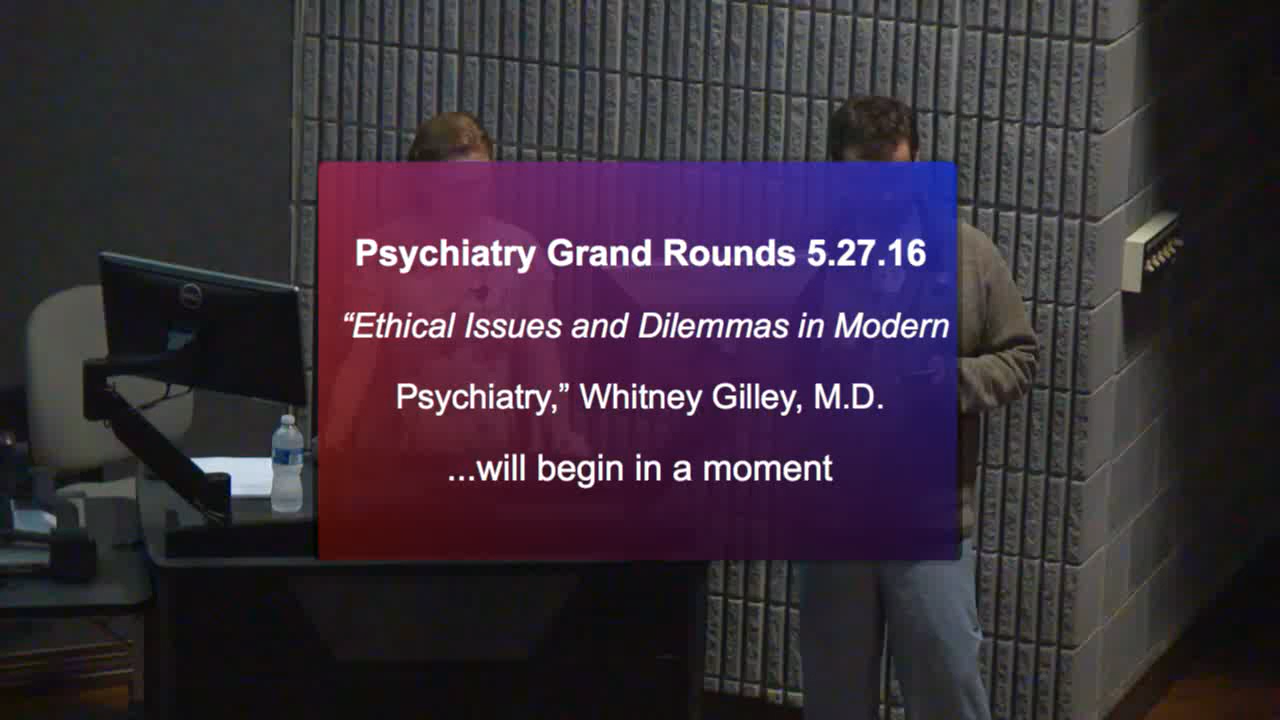 Psychiatry Grand Rounds 5.27.16
“Ethical Issues and Dilemmas in Modern
Psychiatry,” Whitney Gilley, M.D.
...will begin in a moment
DELL